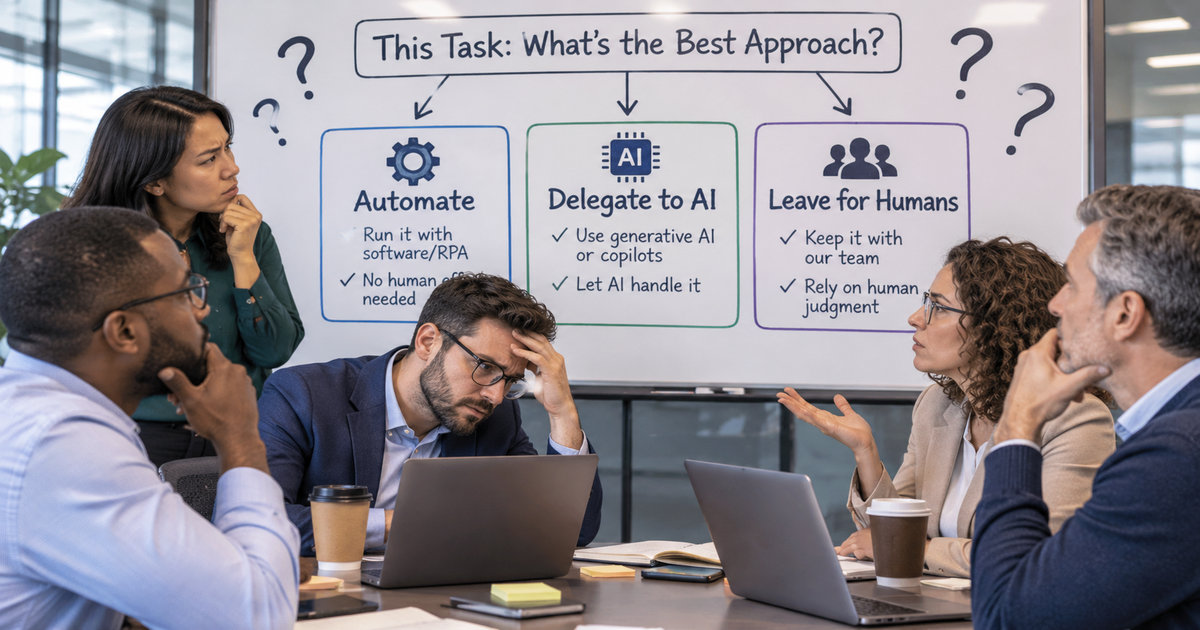 This Task: What's the Best Approach?
? ? ? ?
Automate
Run it with
software/RPA
✓ No human
needed
AI
Delegate to AI
✓ Use generative AI
or copilots
✓ Let AI handle it
Leave for Humans
✓ Keep it with
our team
✓ Rely on human
judgment